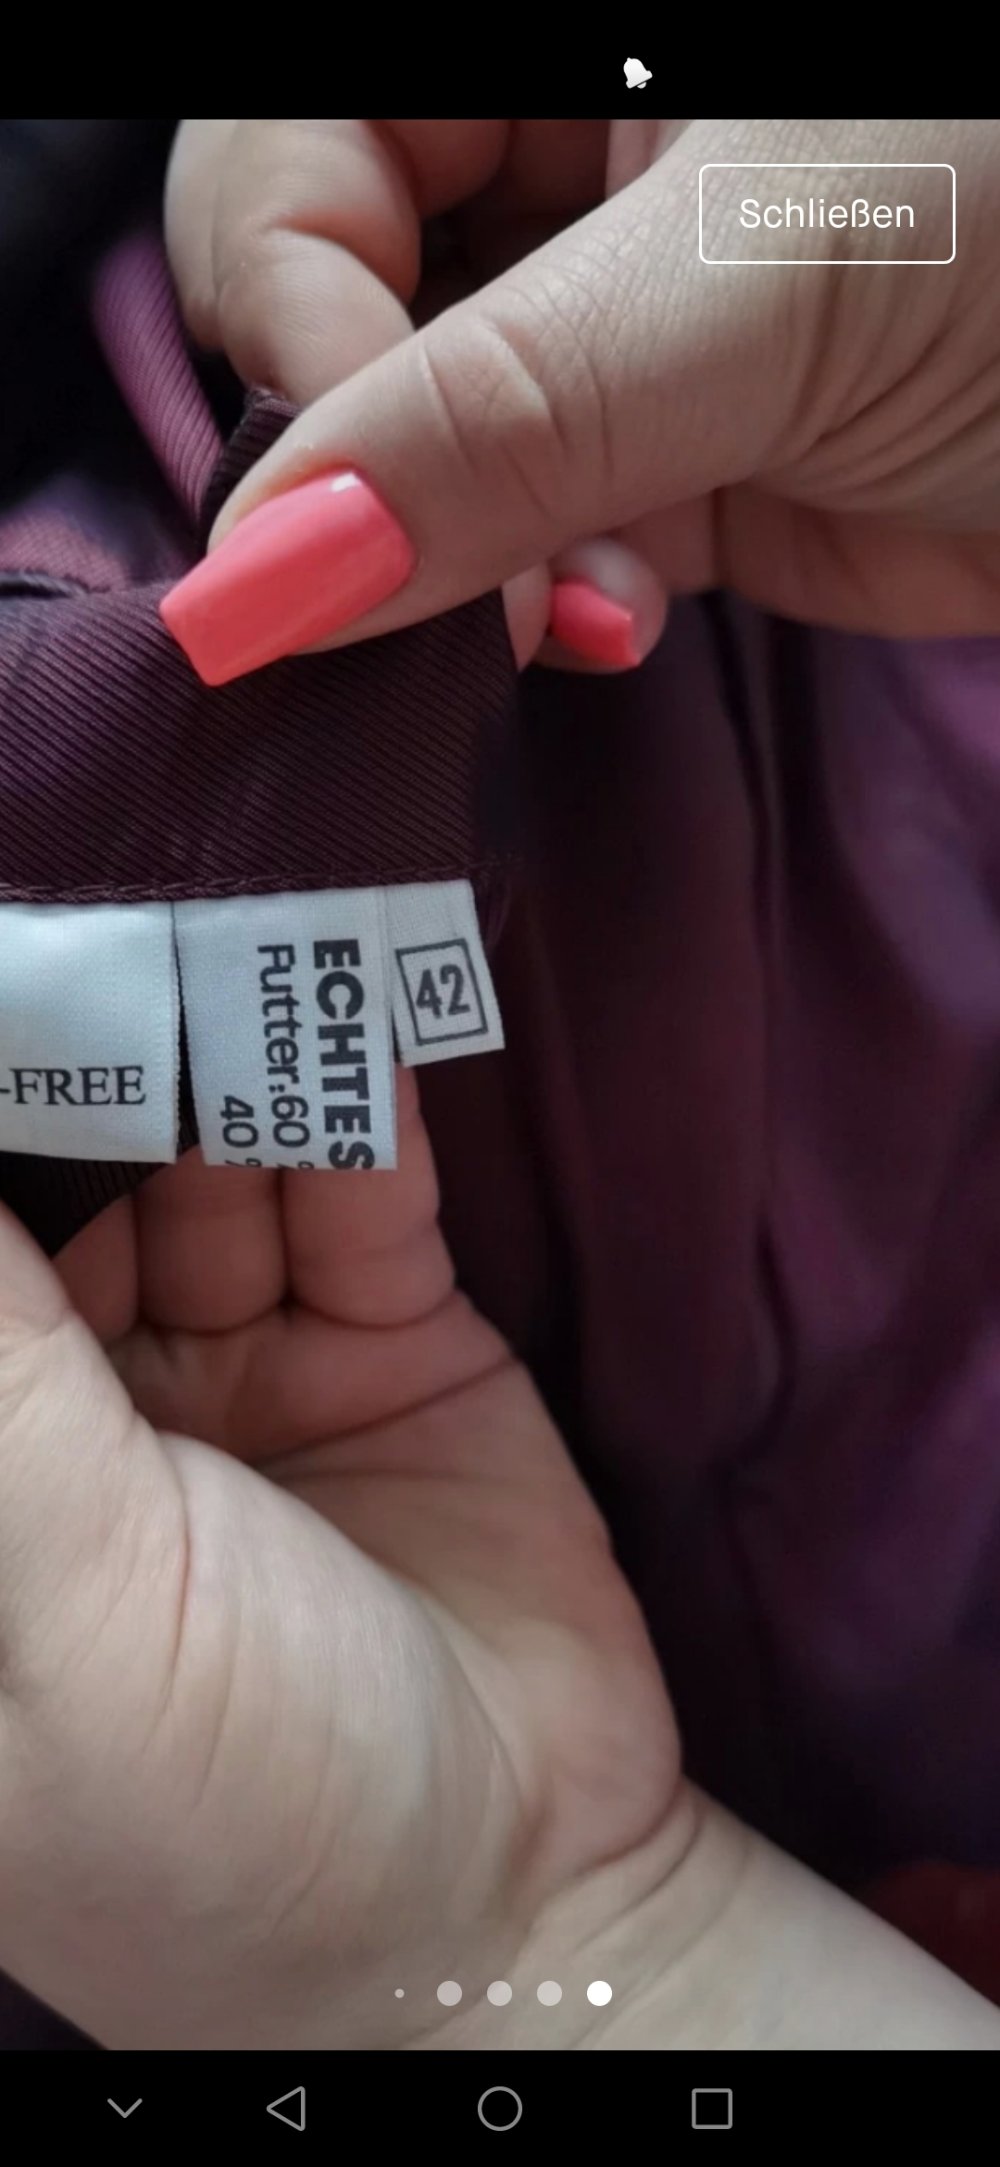 Schließen
-FREE
ECHTES
Futter:60
40
42